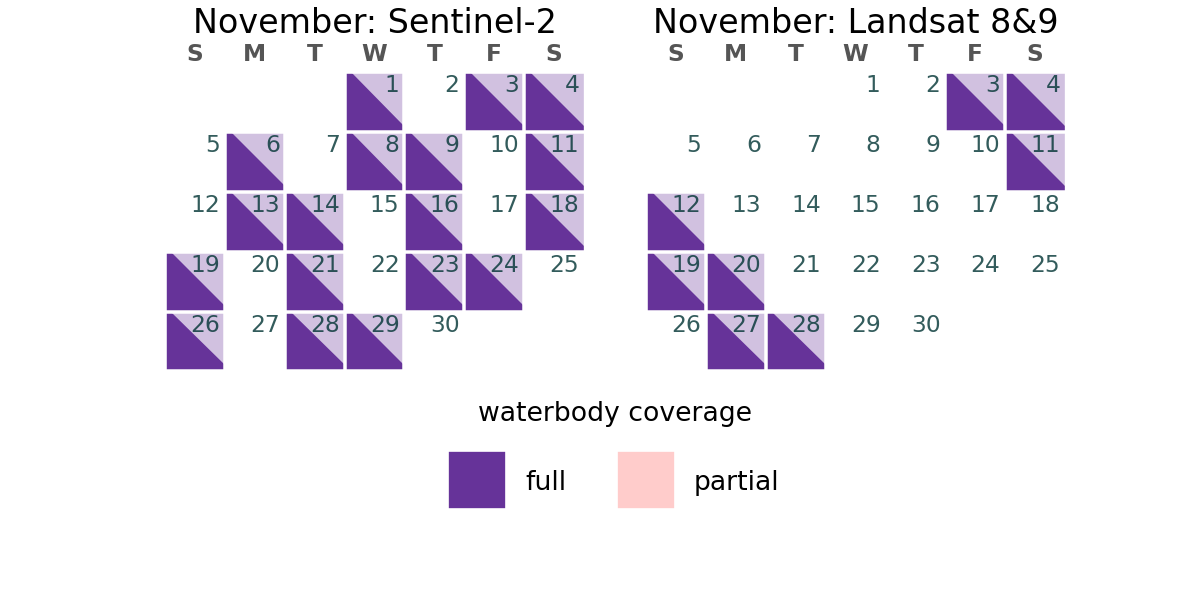 November: Sentinel-2
S M T W T F S
1 2 3 4
5 6 7 8 9 10 11
12 13 14 15 16 17 18
19 20 21 22 23 24 25
26 27 28 29 30
November: Landsat 8&9
S M T W T F S
1 2 3 4
5 6 7 8 9 10 11
12 13 14 15 16 17 18
19 20 21 22 23 24 25
26 27 28 29 30
waterbody coverage
full partial